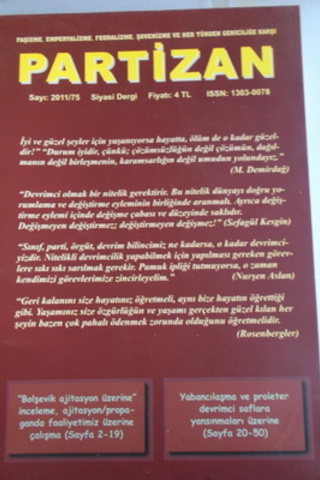 FAŞİZME, EMPERYALİZME, FEODALİZME, ŞOVENİZME VE HER TÜRDEN GERİCİLİĞE KARŞI
PARTİZAN
Sayı: 2011/75 Siyasi Dergi Fiyatı: 4 TL ISSN: 1303-0078
İyi ve güzel şeyler için yaşanıyorsa hayatta, ölüm de o kadar güzel-
dir!" "Durum iyidir, çünkü; çözümsüzlüğün değil çözümün, dağıl-
manın değil birleşmenin, karamsarlığın değil umudun yolundayız."
(M. Demirdağ)
"Devrimci olmak bir nitelik gerektirir. Bu nitelik dünyayı doğru yo-
rumlama ve değiştirme eyleminin birliğinde aranmalı. Ayrıca değiş-
tirme eylemi içinde değişme çabası ve düzeyinde saklıdır.
Değişmeyen değiştirmez; değiştirmeyen değişmez!" (Sefagül Kesgin)
"Sınıf, parti, örgüt, devrim bilincimiz ne kadarsa, o kadar devrimci-
yizdir. Nitelikli devrimcilik yapabilmek için yapılması gereken görev-
lere sıkı sıkı sarılmak gerekir. Pamuk ipliği tutmuyorsa, o zaman
kendimizi görevlerimize zincirleyelim." (Nurşen Aslan)
"Geri kalanını size hayatınız öğretmeli, aynı bize hayatın öğrettiği
gibi. Yaşamınız size özgürlüğün ve yaşamı gerçekten güzel kılan her
şeyin bazen çok pahalı ödenmek zorunda olduğunu öğretmelidir.
(Rosenbergler)
"Bolşevik ajitasyon üzerine"
inceleme, ajitasyon/propa-
ganda faaliyetimiz üzerine
çalışma (Sayfa 2-19)
Yabancılaşma ve proleter
devrimci saflara
yansımaları üzerine
(Sayfa 20-50)